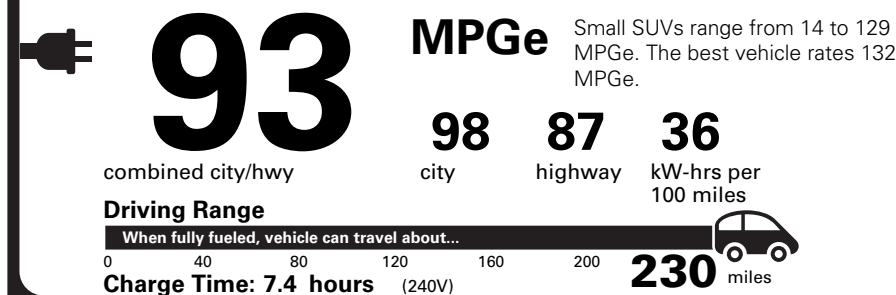 93
MPGe
Small SUVs range from 14 to 129
MPGe. The best vehicle rates 132
MPGe.
combined city/hwy
98
city
87
highway
36
kW-hrs per
100 miles
Driving Range
When fully fueled, vehicle can travel about...
0 40 80 120 160 200 230 miles
Charge Time: 7.4 hours (240V)